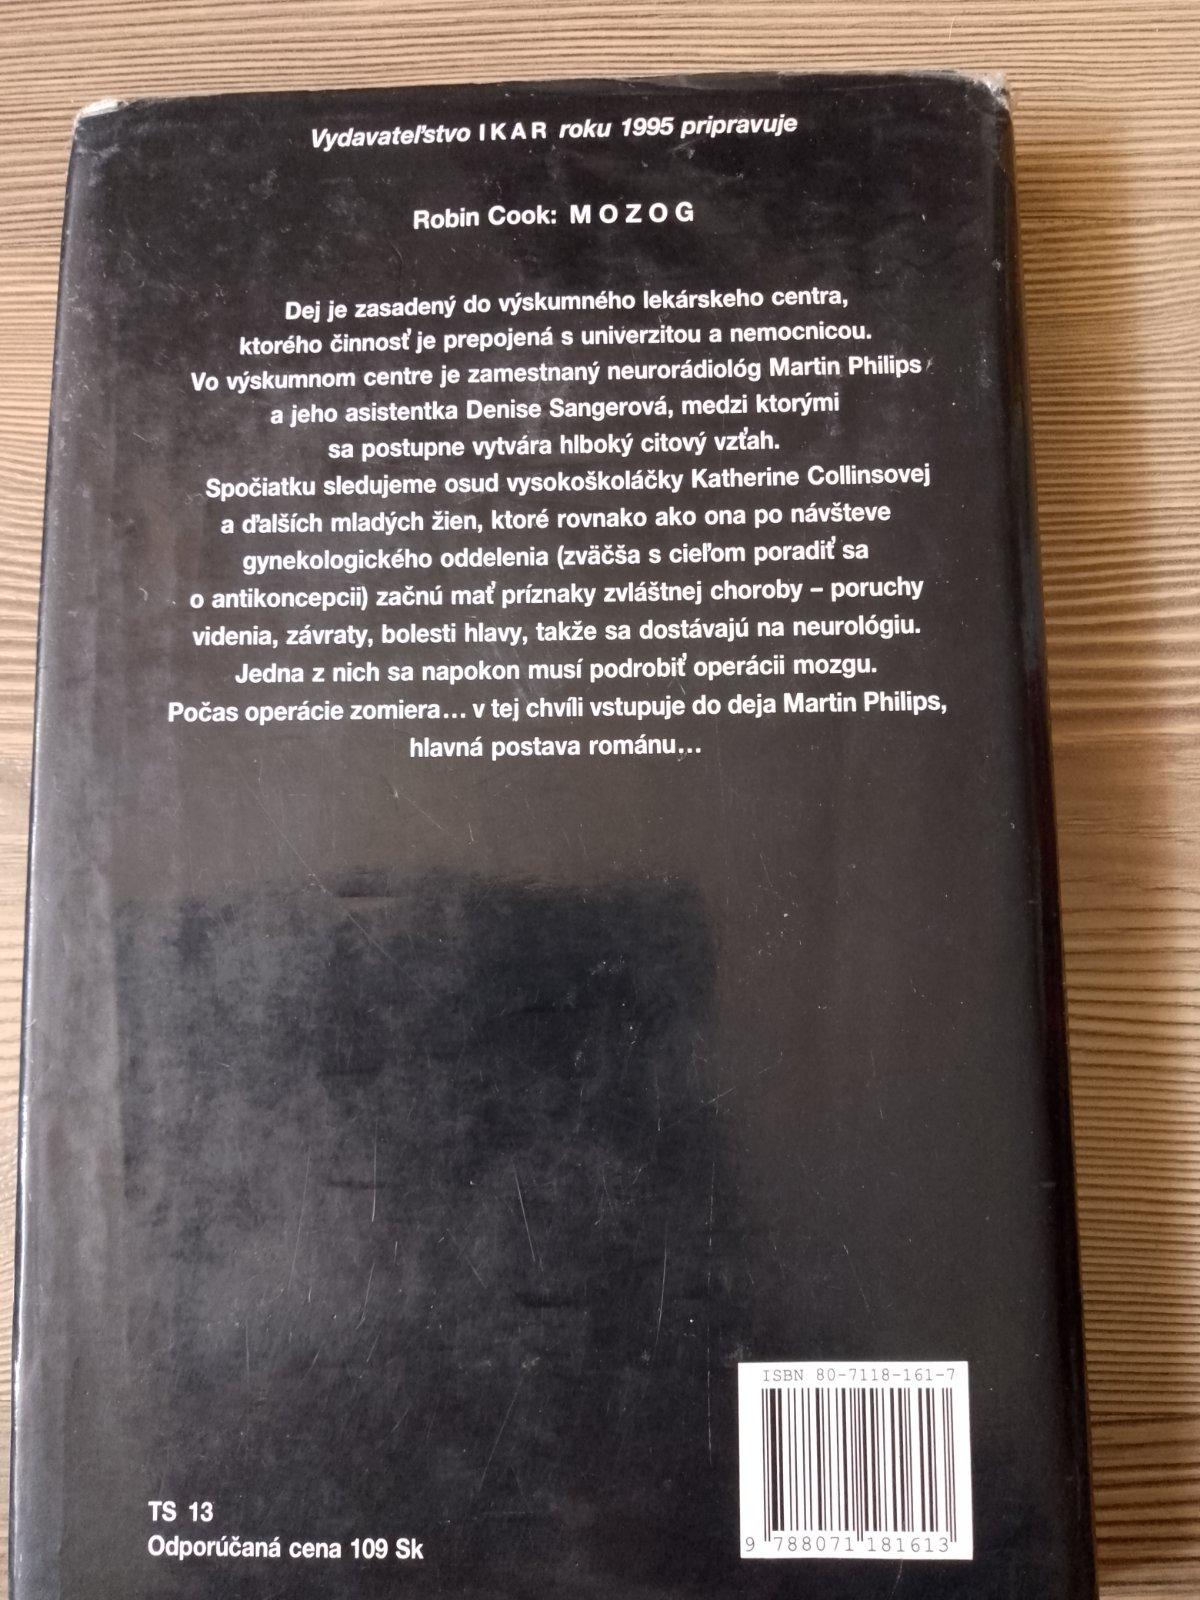 Vydavateľstvo IKAR roku 1995 pripravuje
Robin Cook: MOZOG
Dej je zasadený do výskumného lekárskeho centra,
ktorého činnosť je prepojená s univerzitou a nemocnicou.
Vo výskumnom centre je zamestnaný neurorádiológ Martin Philips
a jeho asistentka Denise Sangerová, medzi ktorými
sa postupne vytvára hlboký citový vzťah.
Spočiatku sledujeme osud vysokoškoláčky Katherine Collinsovej
a ďalších mladých žien, ktoré rovnako ako ona po návšteve
gynekologického oddelenia (zväčša s cieľom poradiť sa
o antikoncepcii) začnú mať príznaky zvláštnej choroby – poruchy
videnia, závraty, bolesti hlavy, takže sa dostávajú na neurológiu.
Jedna z nich sa napokon musí podrobiť operácii mozgu.
Počas operácie zomiera... v tej chvíli vstupuje do deja Martin Philips,
hlavná postava románu...
ISBN 80-7118-161-7
9 788071 181613
TS 13
Odporúčaná cena 109 Sk